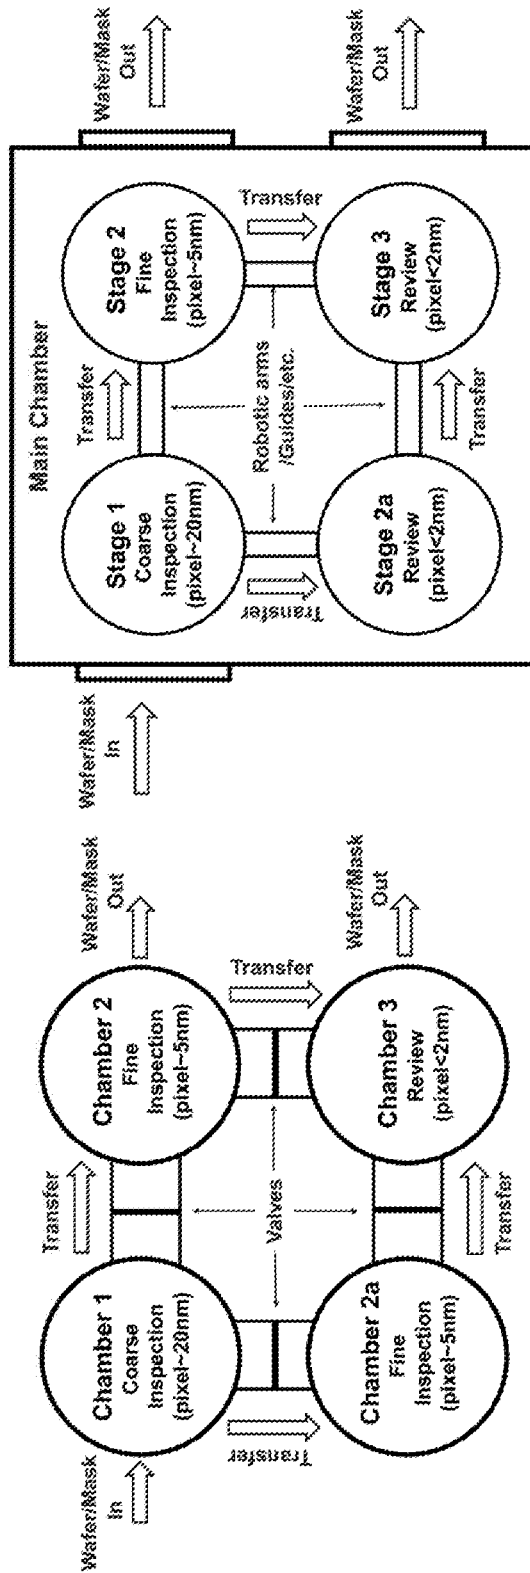 Wafer/Mask
In
Chamber 1
Coarse
Inspection
(pixel~20nm)
Transfer
Chamber 2
Fine
Inspection
(pixel~5nm)
Wafer/Mask
Out
Transfer
Valves
Transfer
Chamber 2a
Fine
Inspection
(pixel~5nm)
Transfer
Chamber 3
Review
(pixel<2nm)
Wafer/Mask
Out
Main Chamber
Wafer/Mask
In
Stage 1
Coarse
Inspection
(pixel~20nm)
Transfer
Stage 2
Fine
Inspection
(pixel~5nm)
Wafer/Mask
Out
Transfer
Robotic arms
/Guides/etc.
Transfer
Stage 2a
Review
(pixel<2nm)
Transfer
Stage 3
Review
(pixel<2nm)
Wafer/Mask
Out